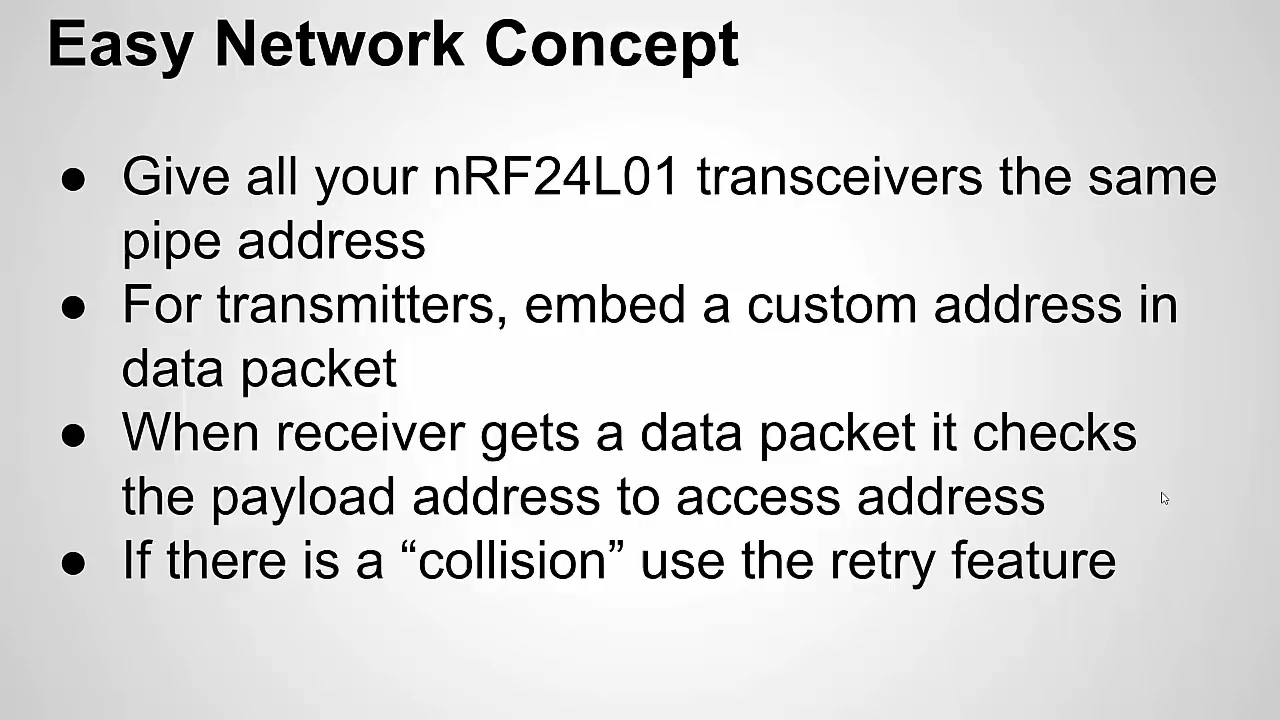 Easy Network Concept
● Give all your nRF24L01 transceivers the same
pipe address
● For transmitters, embed a custom address in
data packet
● When receiver gets a data packet it checks
the payload address to access address
● If there is a “collision” use the retry feature